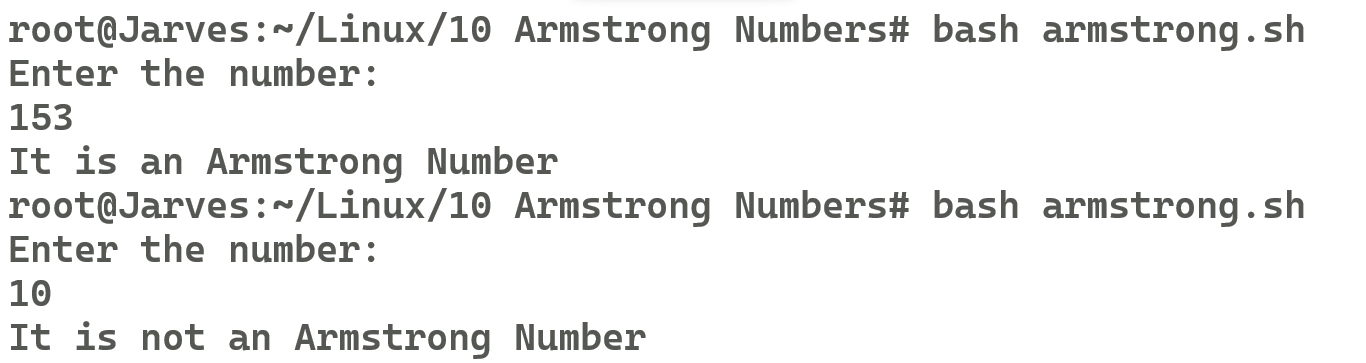 root@Jarves:~/Linux/10 Armstrong Numbers# bash armstrong.sh
Enter the number:
153
It is an Armstrong Number
root@Jarves:~/Linux/10 Armstrong Numbers# bash armstrong.sh
Enter the number:
10
It is not an Armstrong Number